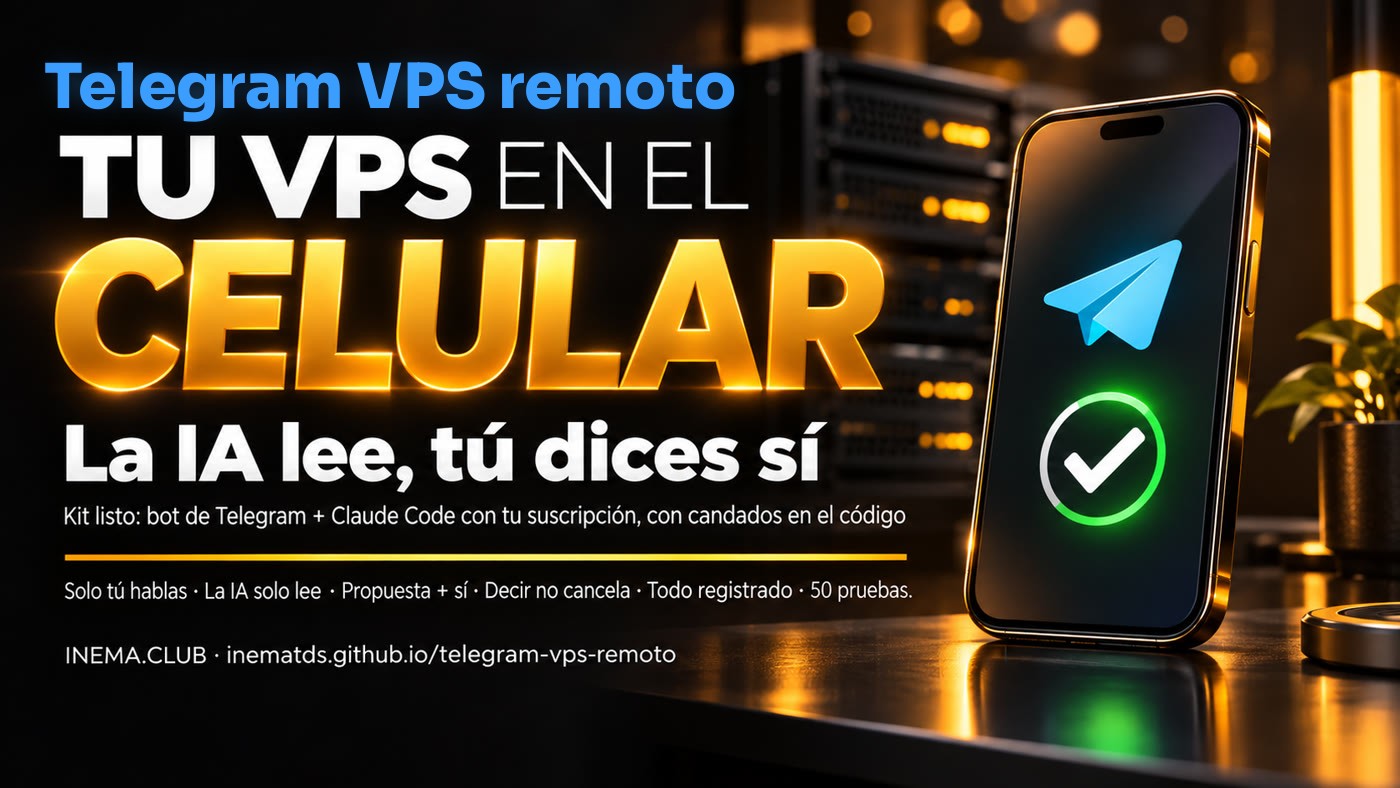 Telegram VPS remoto
TU VPS EN EL
CELULAR
La IA lee, tú dices sí
Kit listo: bot de Telegram + Claude Code con tu suscripción, con candados en el código
Solo tú hablas · La IA solo lee · Propuesta + sí · Decir no cancela · Todo registrado · 50 pruebas.
INEMA.CLUB · inematds.github.io/telegram-vps-remoto